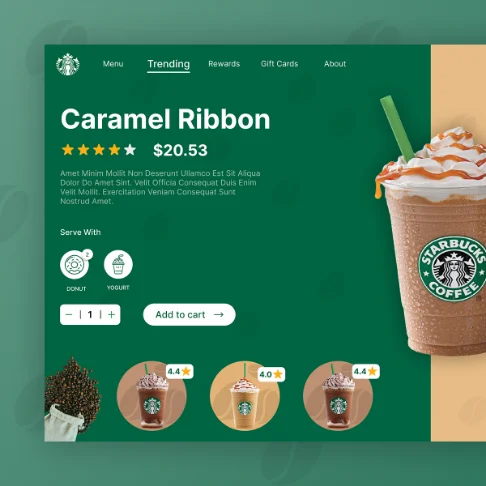 Menu
Trending
Rewards
Gift Cards
About
Caramel Ribbon
$20.53
Amet Minim Mollit Non Deserunt Ullamco Est Sit Aliqua
Dolor Do Amet Sint. Velit Officia Consequat Duis Enim
Velit Mollit. Exercitation Veniam Consequat Sunt
Nostrud Amet.
Serve With
2
DONUT
YOGURT
− | 1 | +
Add to cart →
STARBUCKS
COFFEE
4.4
4.0
4.4